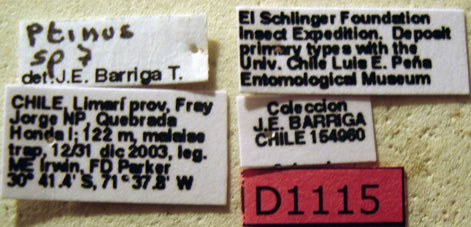 Ptinus
sp 7
det. J.E. Barriga T.
EI Schlinger Foundation
Insect Expedition. Deposit
primary types with the
Univ. Chile Luis E. Peña
Entomological Museum
CHILE, Limarí prov, Fray
Jorge NP, Quebrada
Honda I; 122 m, malaise
trap, 12/31 dic 2003, leg.
ME Irwin, FD Parker
30° 41.4' S, 71° 37.8' W
Coleccion
J.E. BARRIGA
CHILE 154960
D1115